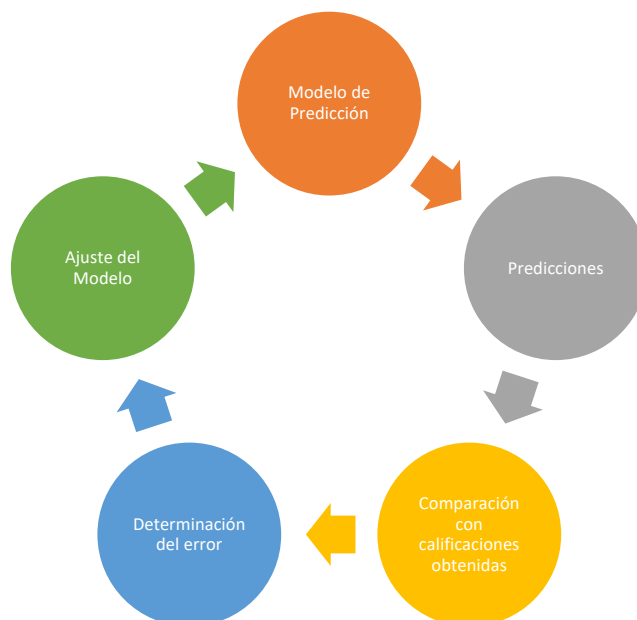 Modelo de
Predicción
Predicciones
Comparación
con
calificaciones
obtenidas
Determinación
del error
Ajuste del
Modelo